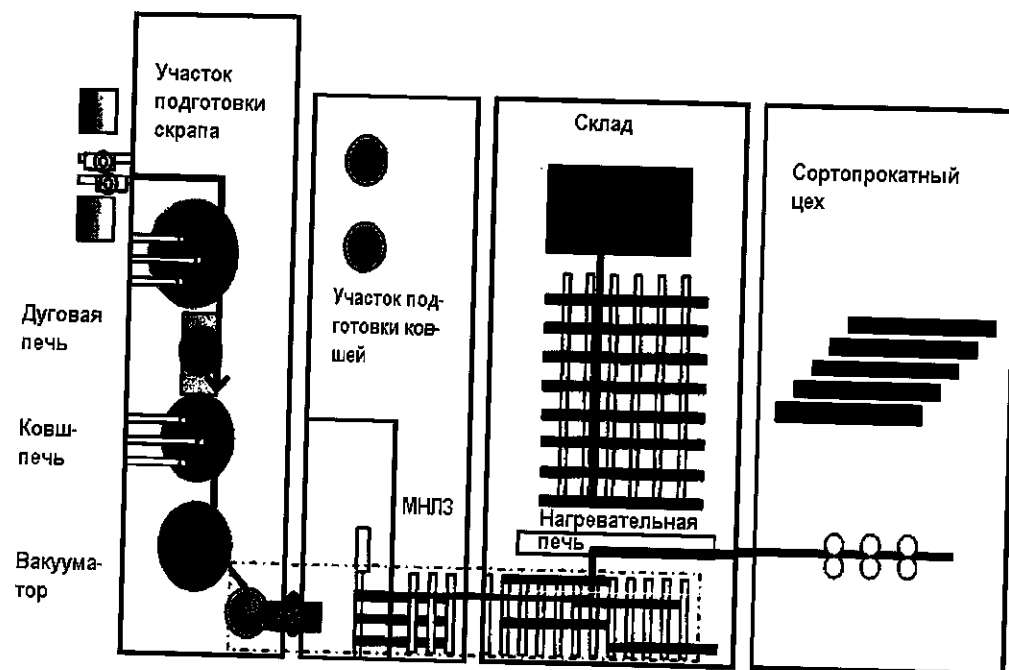 Участок
подготовки
скрапа
Склад
Сортопрокатный
цех
Участок под-
готовки ков-
шей
Дуговая
печь
Ковш-
печь
МНЛЗ
Нагревательная
печь
Вакуума-
тор